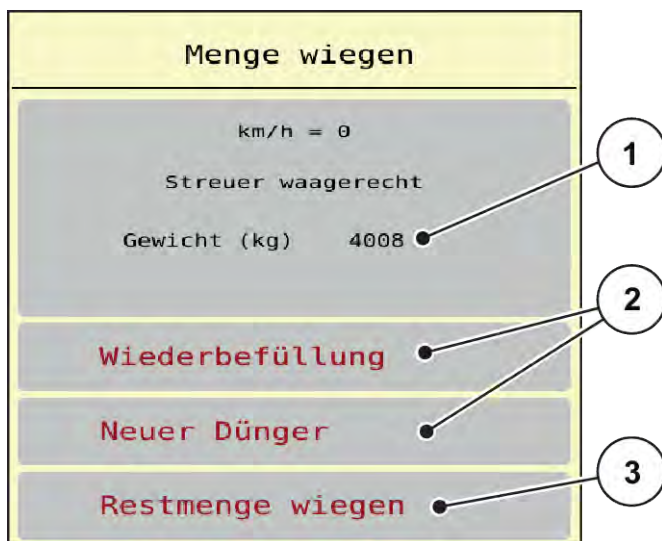 Menge wiegen
km/h = 0
Streuer waagerecht
Gewicht (kg) 4008
1
2
Wiederbefüllung
Neuer Dünger
3
Restmenge wiegen